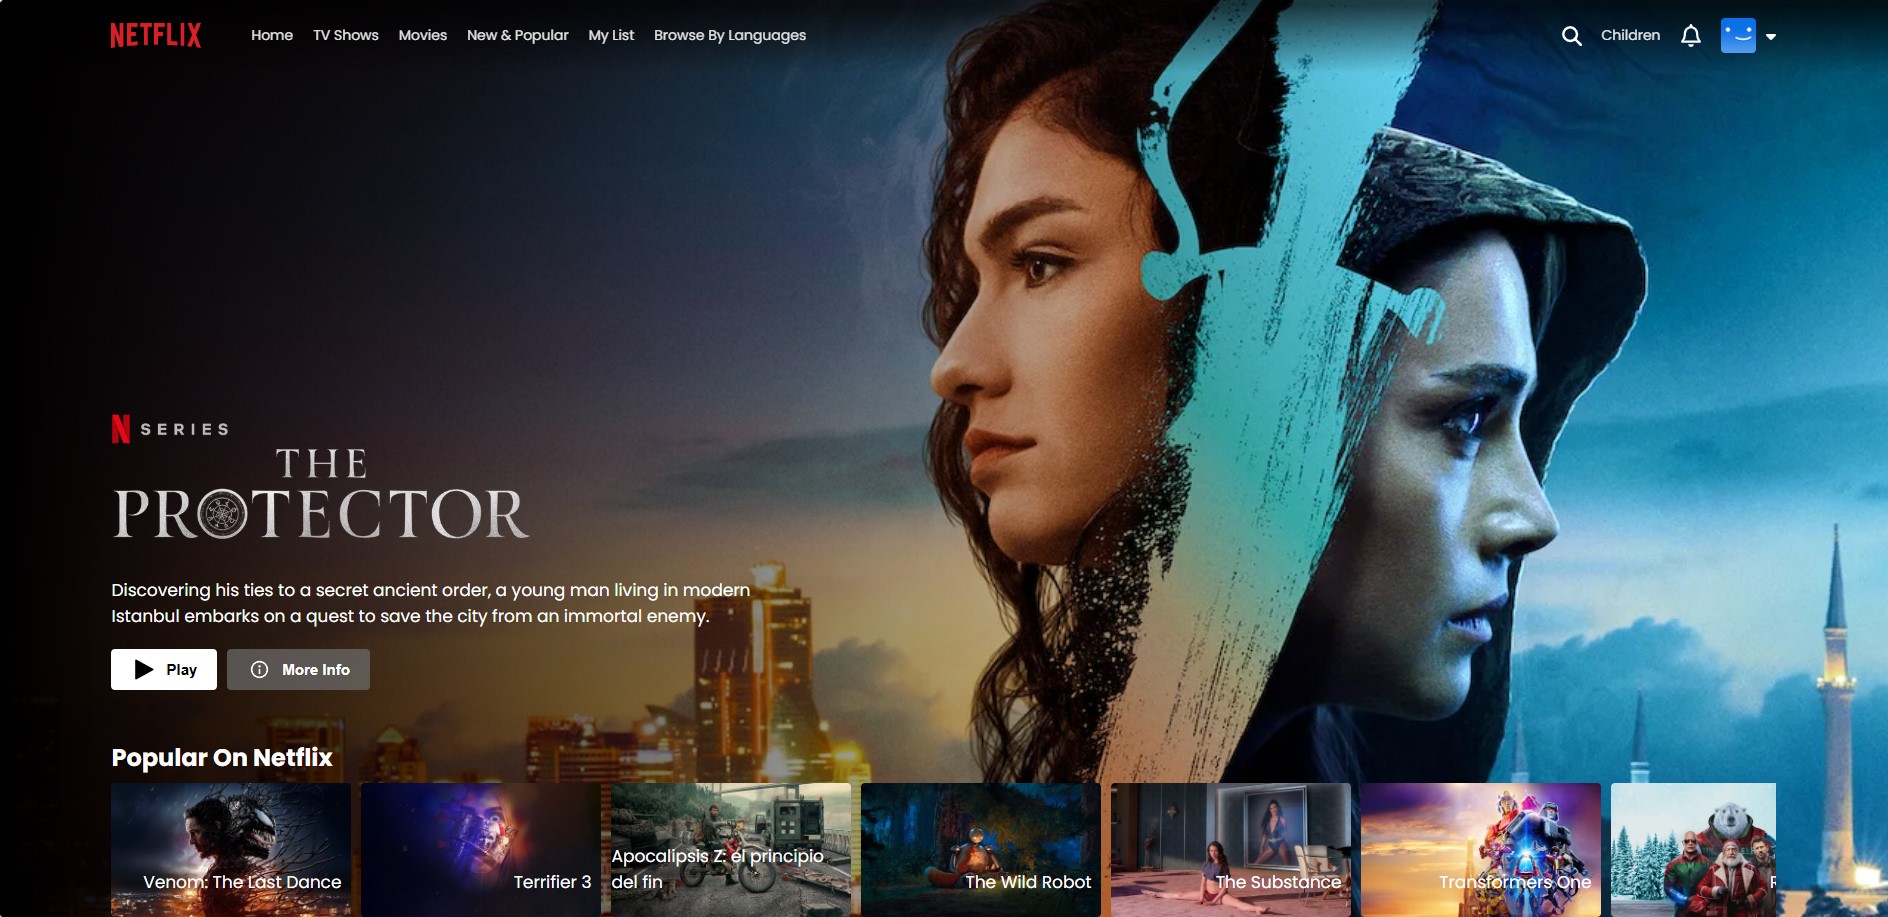 NETFLIX
Home
TV Shows
Movies
New & Popular
My List
Browse By Languages
Children
N SERIES
THE
PROTECTOR
Discovering his ties to a secret ancient order, a young man living in modern
Istanbul embarks on a quest to save the city from an immortal enemy.
Play
More Info
Popular On Netflix
Venom: The Last Dance
Terrifier 3
Apocalipsis Z: el principio
del fin
The Wild Robot
The Substance
Transformers One